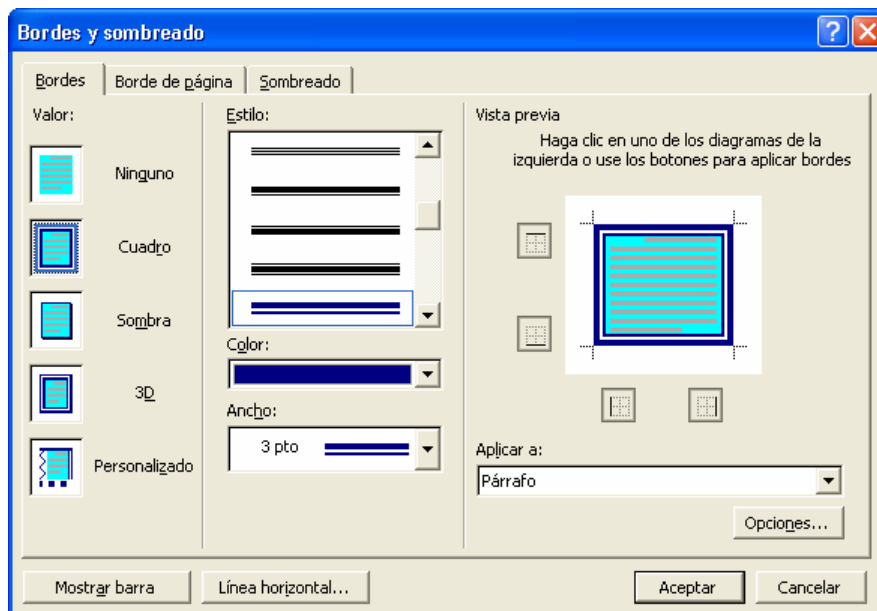 Bordes y sombreado
Bordes
Borde de página
Sombreado
Valor:
Ninguno
Cuadro
Sombra
3D
Personalizado
Estilo:
Color:
Ancho:
3 pto
Vista previa
Haga clic en uno de los diagramas de la
izquierda o use los botones para aplicar bordes
Aplicar a:
Párrafo
Opciones...
Mostrar barra
Línea horizontal...
Aceptar
Cancelar